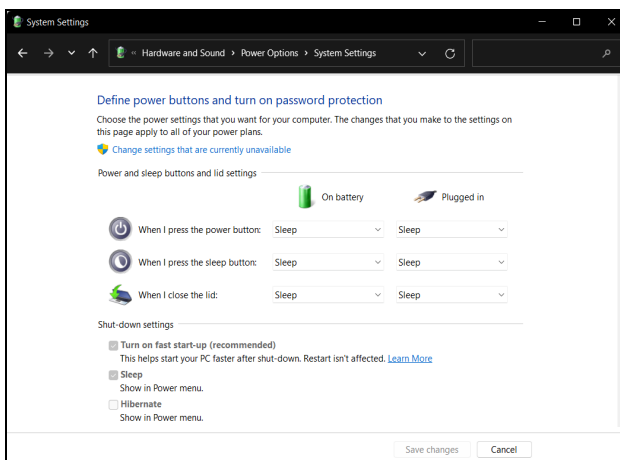 System Settings
« Hardware and Sound › Power Options › System Settings
Define power buttons and turn on password protection
Choose the power settings that you want for your computer. The changes that you make to the settings on
this page apply to all of your power plans.
Change settings that are currently unavailable
Power and sleep buttons and lid settings
On battery Plugged in
When I press the power button: Sleep Sleep
When I press the sleep button: Sleep Sleep
When I close the lid: Sleep Sleep
Shut-down settings
Turn on fast start-up (recommended)
This helps start your PC faster after shut-down. Restart isn't affected. Learn More
Sleep
Show in Power menu.
Hibernate
Show in Power menu.
Save changes Cancel